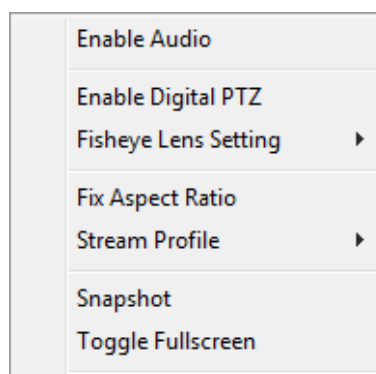 Enable Audio
Enable Digital PTZ
Fisheye Lens Setting
Fix Aspect Ratio
Stream Profile
Snapshot
Toggle Fullscreen